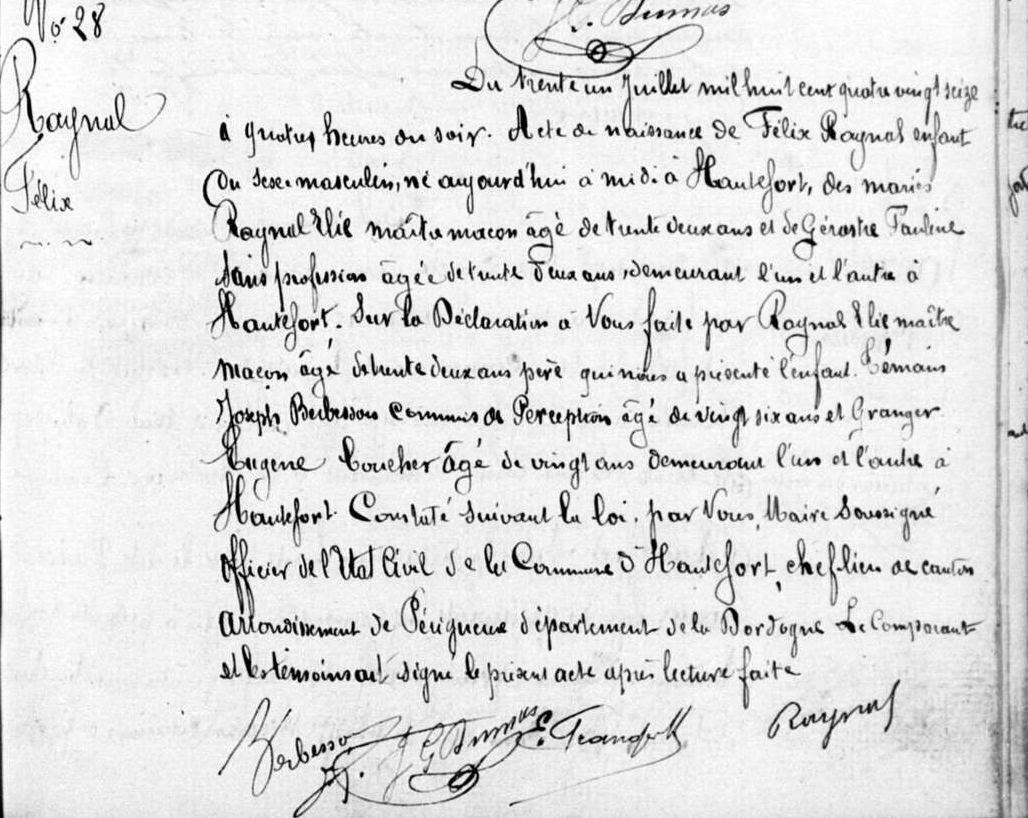 J. G. Dumas
No 28
Raynal
Félix
Du trente un Juillet mil huit cent quatre vingt seize
à quatres heures du soir. Acte de naissance de Félix Raynal enfant
Du sexe masculin, né aujourd'hui à midi à Hautefort, des mariés
Raynal Elie maître macon âgé de trente deux ans et de Gérostie Pauline
sans profession âgée de trente deux ans, demeurant l'un et l'autre à
Hautefort. Sur la Déclaration à Nous faite par Raynal Elie maître
maçon âgé de trente deux ans père qui nous a présenté l'enfant. Témoins
Joseph Berbesson Commis de Perception âgé de vingt six ans et Granger
Eugene boucher âgé de vingt ans demeurant l'un et l'autre à
Hautefort. Constaté suivant la loi, par Nous, Maire Soussigné
Officier de l'Etat Civil de la Commune d'Hautefort, chef-lieu de canton
arrondissement de Périgueux département de la Dordogne Le Comparant
et les témoins ont signé le présent acte après lecture faite
Berbesson J. G. Dumas E. Raynal